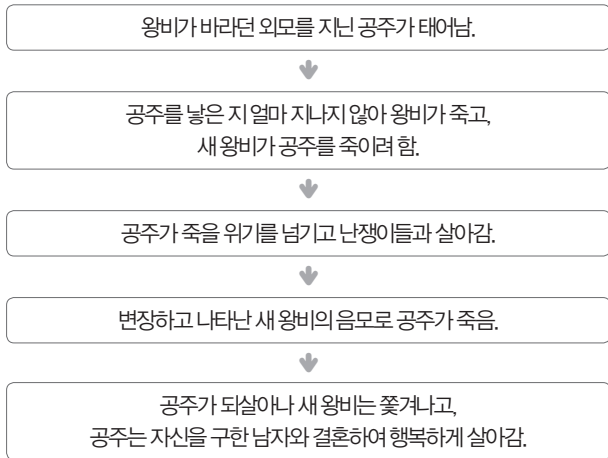 왕비가 바라던 외모를 지닌 공주가 태어남.
공주를 낳은 지 얼마 지나지 않아 왕비가 죽고,
새 왕비가 공주를 죽이려 함.
공주가 죽을 위기를 넘기고 난쟁이들과 살아감.
변장하고 나타난 새 왕비의 음모로 공주가 죽음.
공주가 되살아나 새 왕비는 쫓겨나고,
공주는 자신을 구한 남자와 결혼하여 행복하게 살아감.